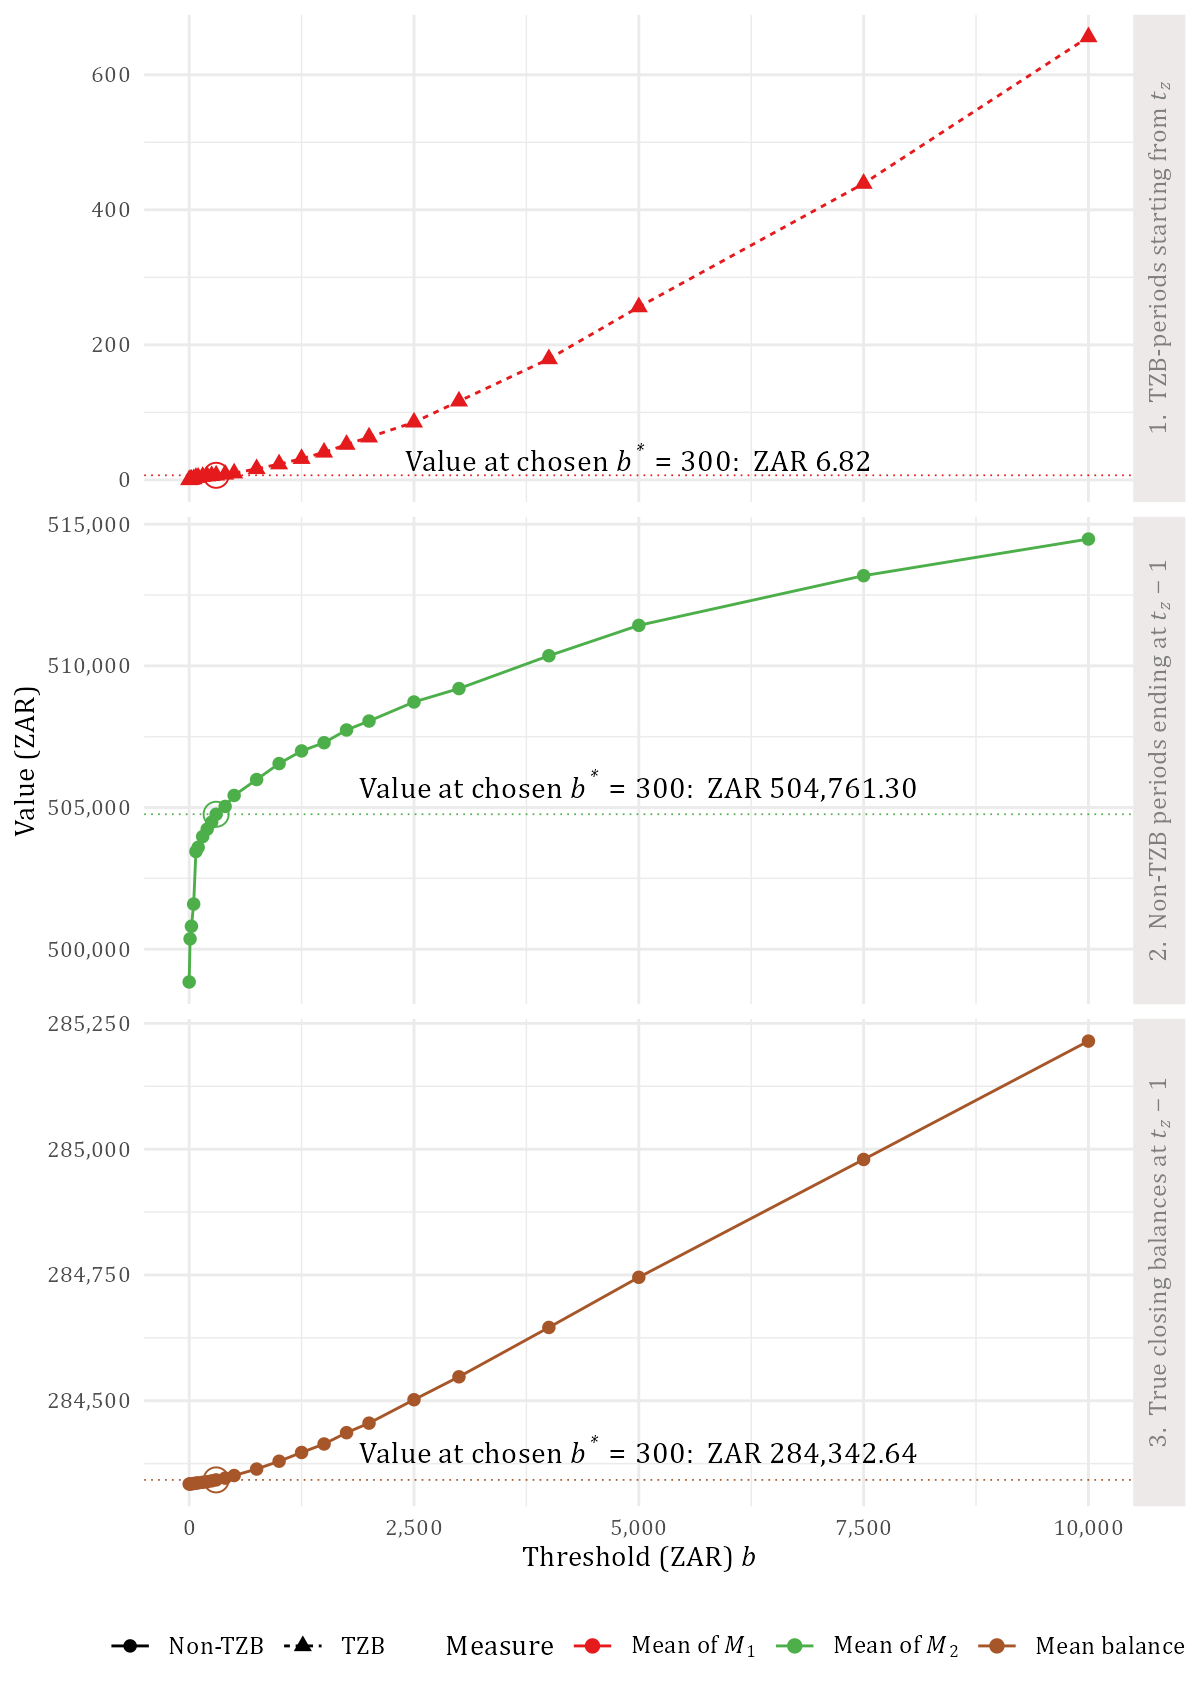 600
400
200
0
Value at chosen b* = 300: ZAR 6.82
1. TZB-periods starting from t_z
515,000
510,000
505,000
500,000
Value at chosen b* = 300: ZAR 504,761.30
2. Non-TZB periods ending at t_z − 1
Value (ZAR)
285,250
285,000
284,750
284,500
Value at chosen b* = 300: ZAR 284,342.64
3. True closing balances at t_z − 1
0 2,500 5,000 7,500 10,000
Threshold (ZAR) b
Non-TZB TZB Measure Mean of M₁ Mean of M₂ Mean balance